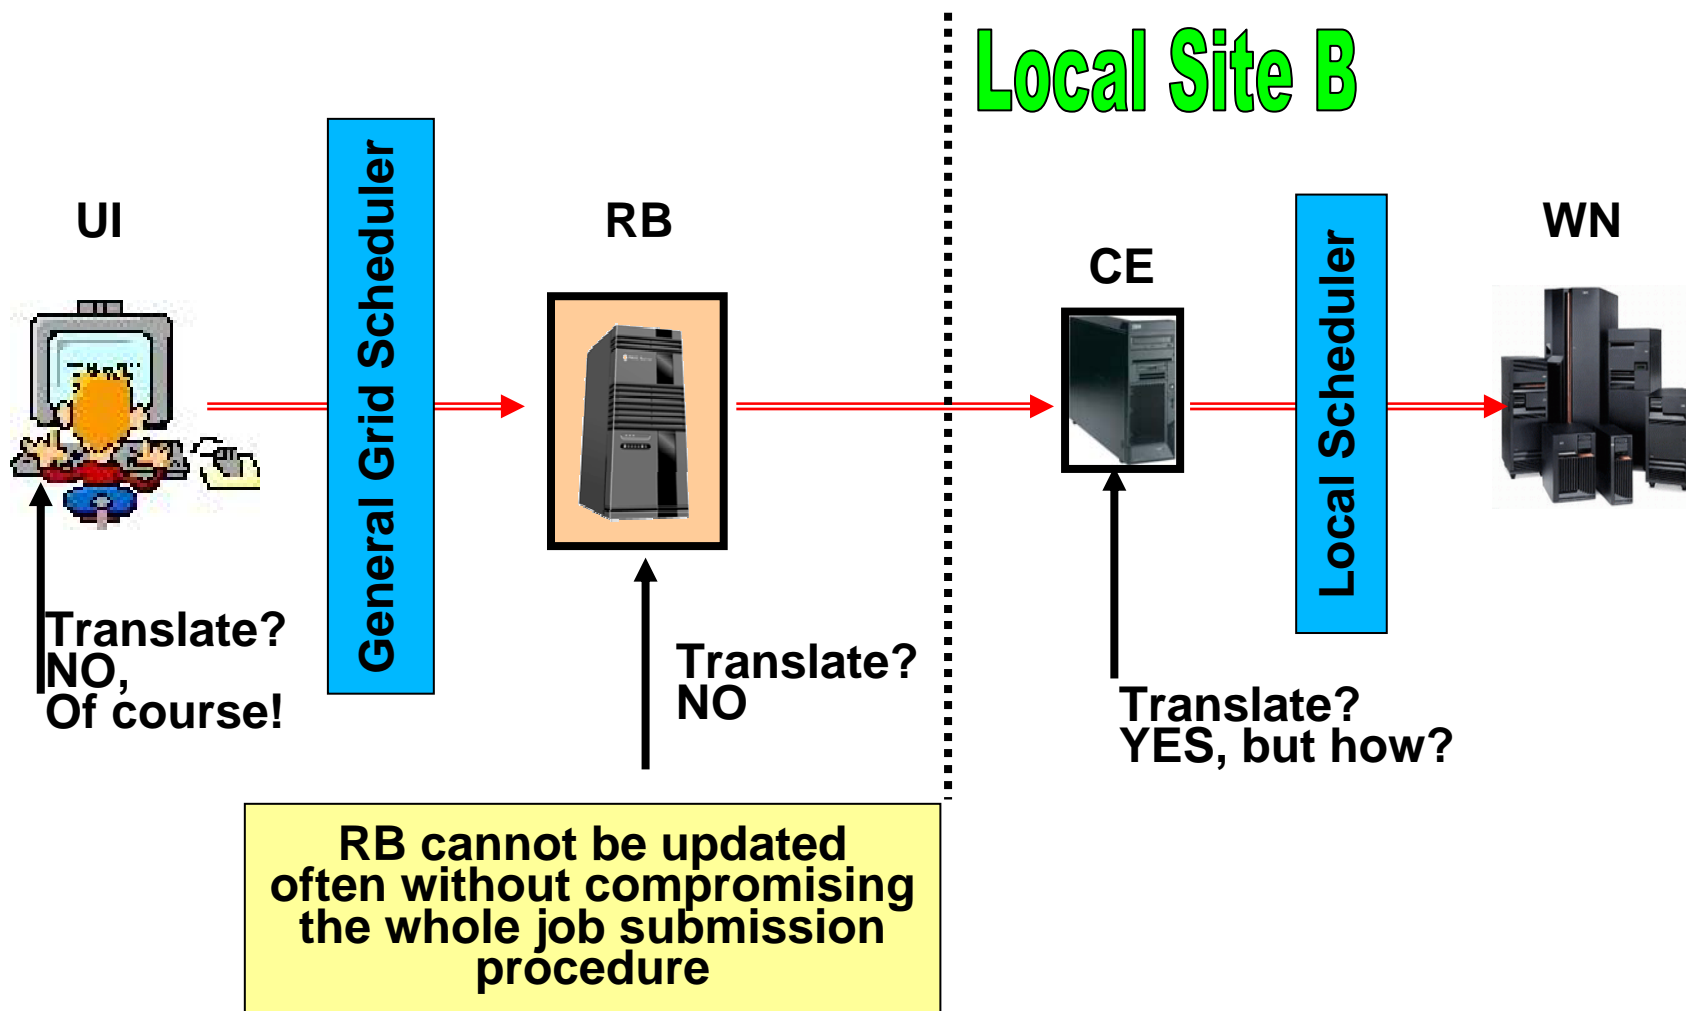 Local Site B
UI
General Grid Scheduler
RB
CE
Local Scheduler
WN
Translate?
NO,
Of course!
Translate?
NO
Translate?
YES, but how?
RB cannot be updated
often without compromising
the whole job submission
procedure